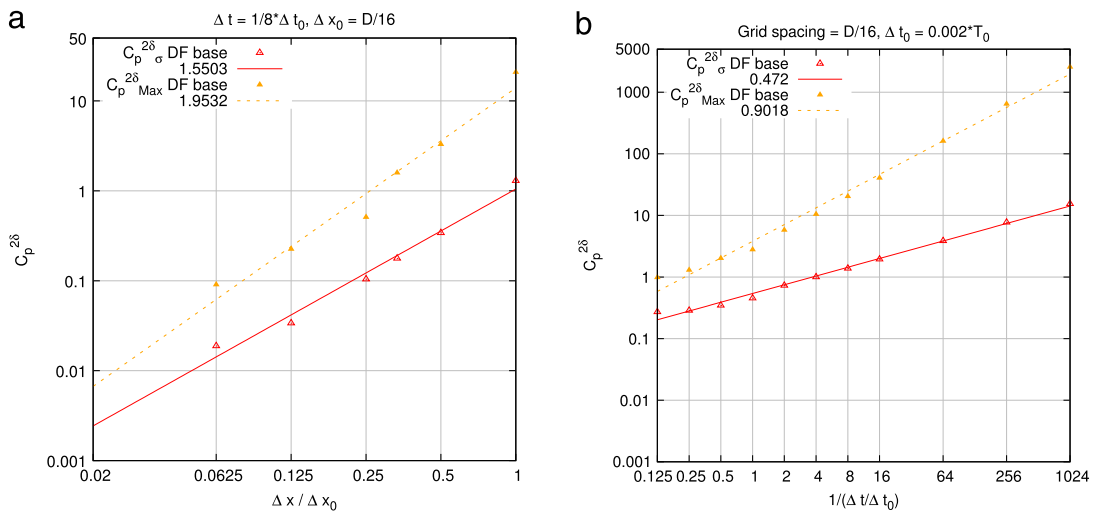 a
Δ t = 1/8*Δ t₀, Δ x₀ = D/16
50
10
1
0.1
0.01
0.001
Cₚ²ᵟ
Cₚ²ᵟσ DF base
1.5503
Cₚ²ᵟMax DF base
1.9532
0.02
0.0625
0.125
0.25
0.5
1
Δ x / Δ x₀
b
Grid spacing = D/16, Δ t₀ = 0.002*T₀
5000
1000
100
10
1
0.1
0.01
0.001
Cₚ²ᵟ
Cₚ²ᵟσ DF base
0.472
Cₚ²ᵟMax DF base
0.9018
0.125
0.25
0.5
1
2
4
8
16
64
256
1024
1/(Δ t/Δ t₀)